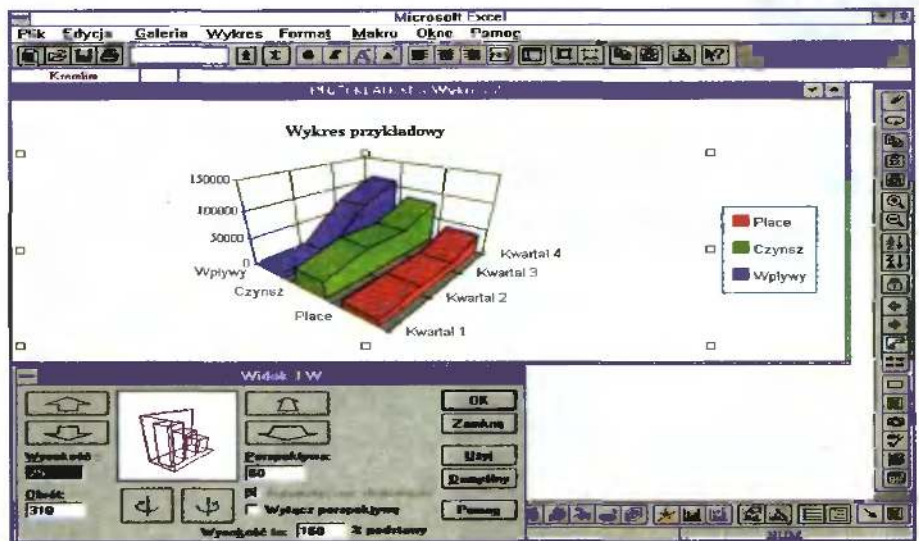 Microsoft Excel
Plik Edycja Galeria Wykres Format Makro Okno Pomoc
Wykres przykładowy
150000
100000
50000
0
Wpływy
Czynsz
Płace
Kwartał 4
Kwartał 3
Kwartał 2
Kwartał 1
Płace
Czynsz
Wpływy
Widok 3 W
OK
Zamknij
Użyj
Domyślny
Pomoc
Wysokość:
Perspektywa:
Obrót:
310
Wyłącz perspektywę
Wysokość to: % podstawy